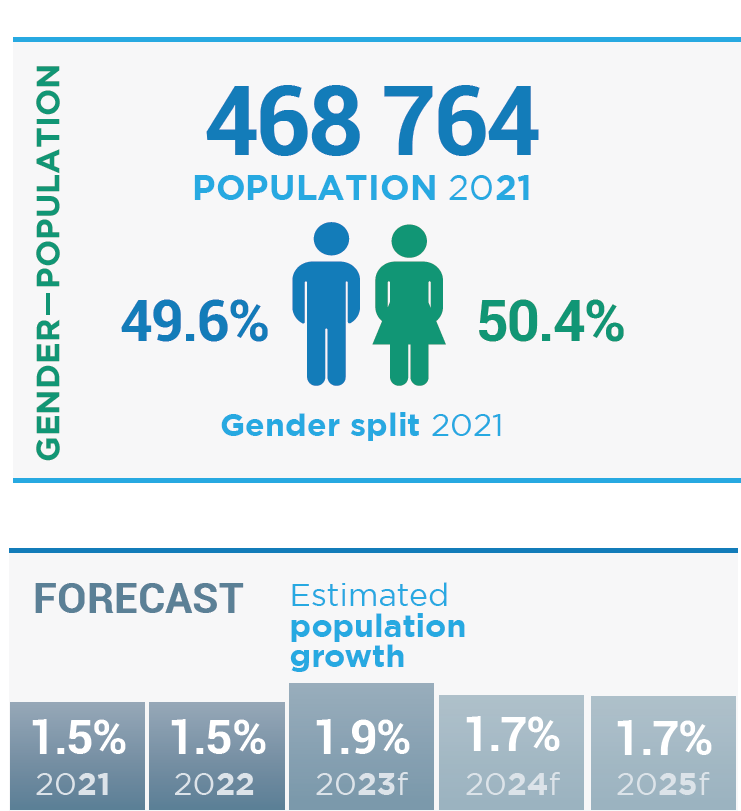 GENDER—POPULATION
468 764
POPULATION 2021
49.6%
50.4%
Gender split 2021
FORECAST
Estimated
population
growth
1.5% 1.5% 1.9% 1.7% 1.7%
2021 2022 2023f 2024f 2025f